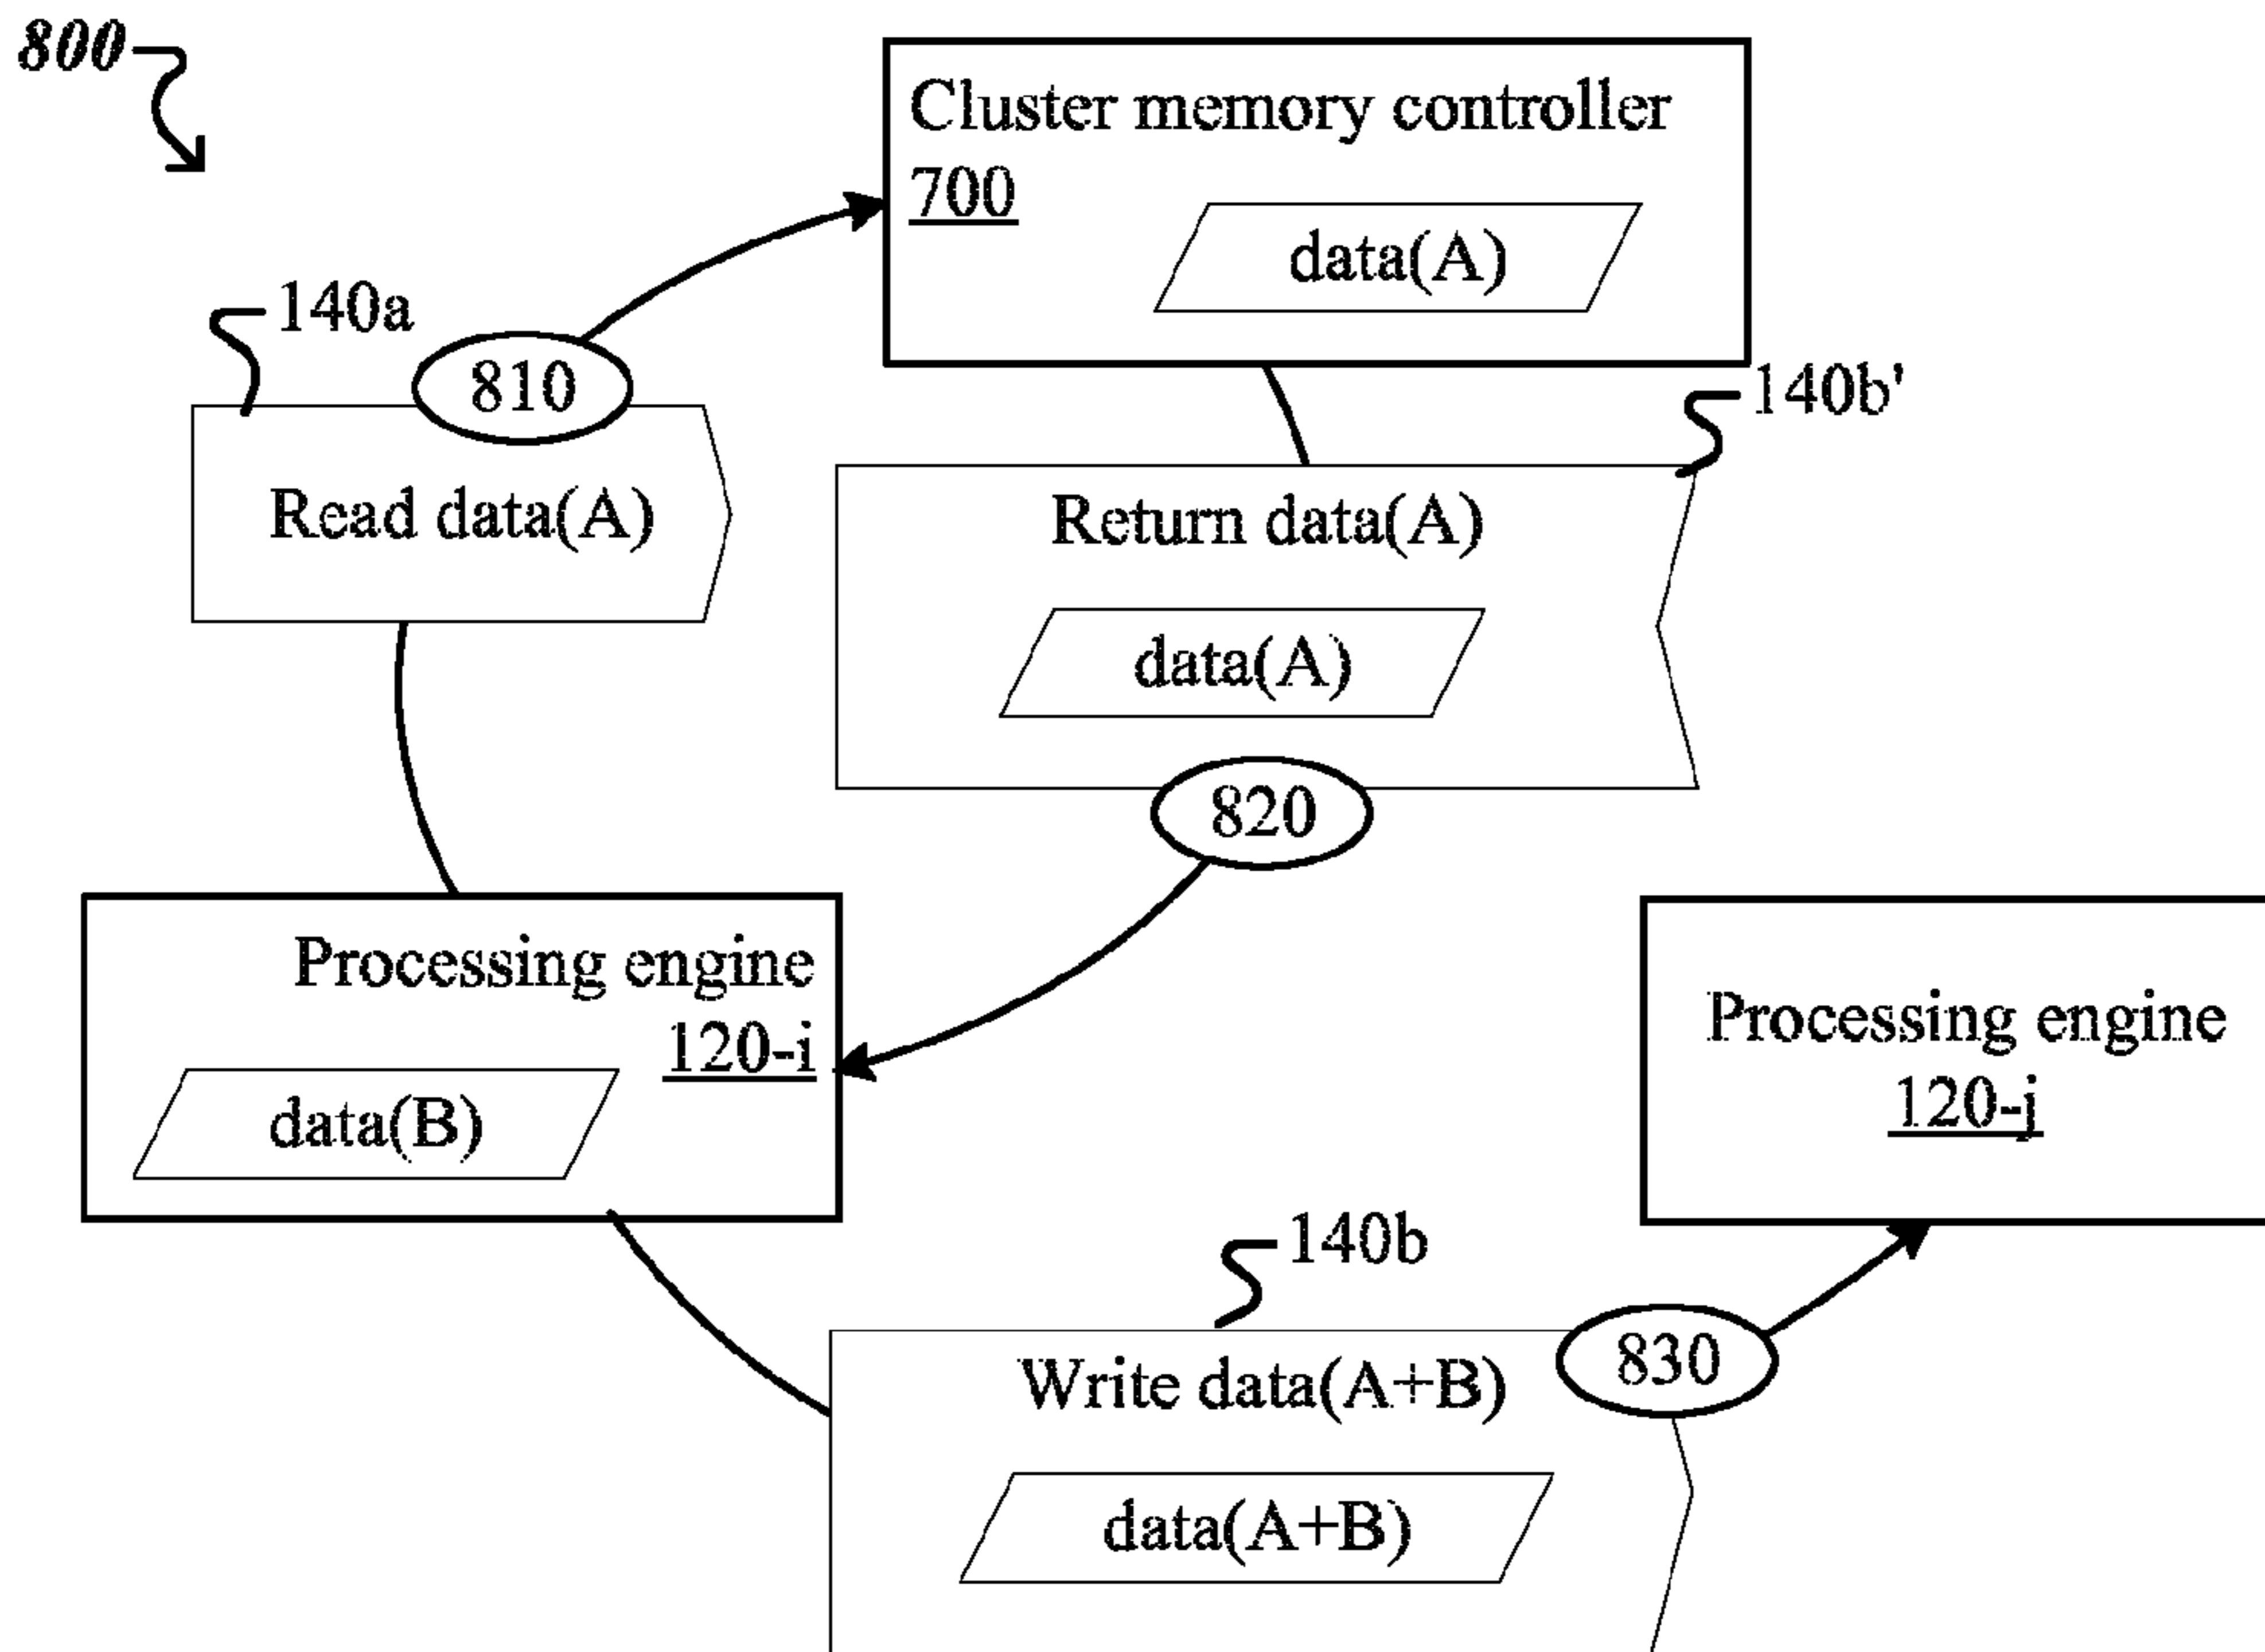 800
Cluster memory controller
700
data(A)
140a
810
140b'
Read data(A)
Return data(A)
data(A)
820
Processing engine
120-i
data(B)
Processing engine
120-j
140b
830
Write data(A+B)
data(A+B)